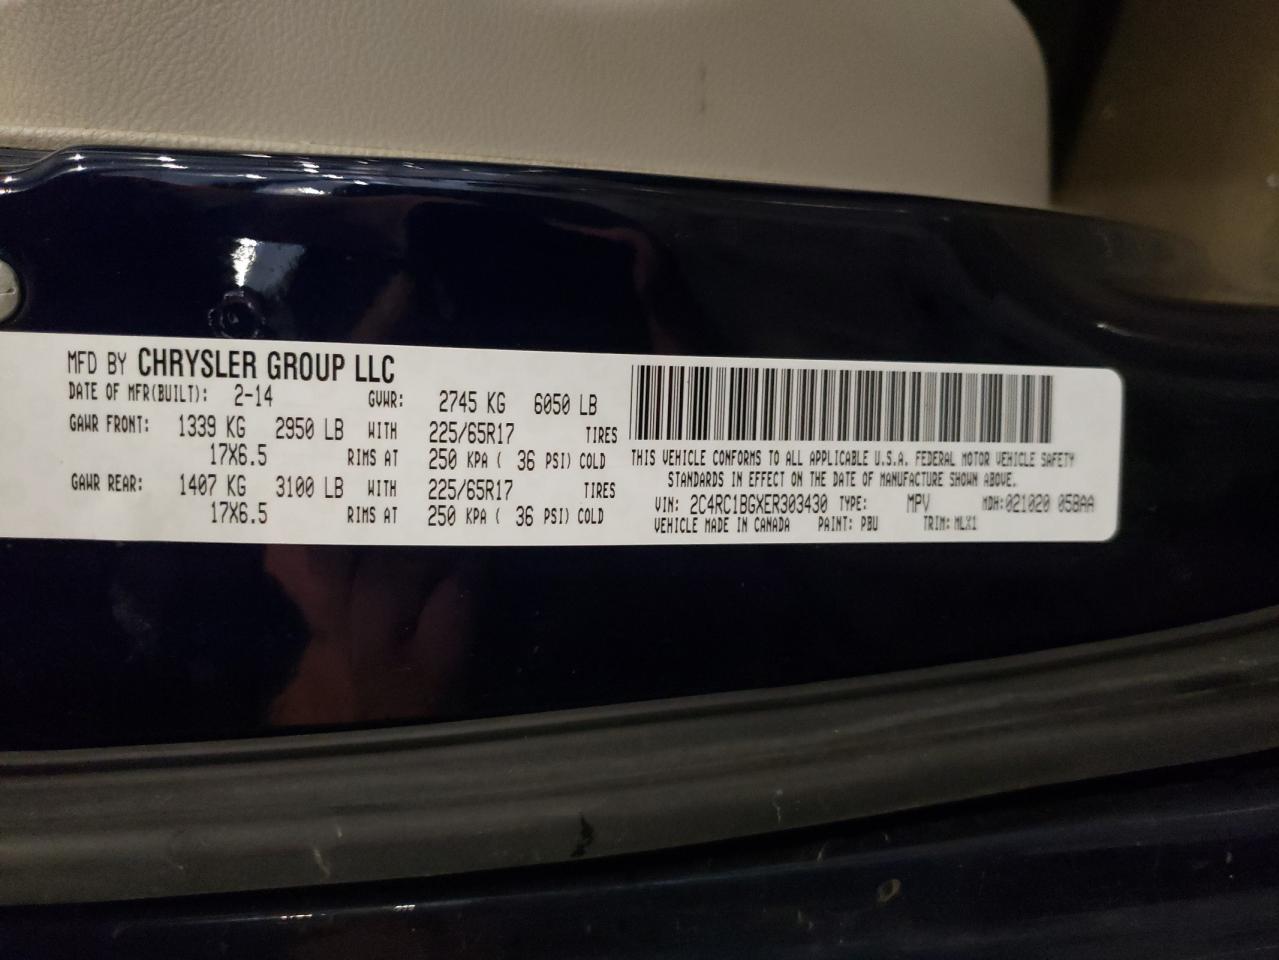 MFD BY CHRYSLER GROUP LLC
DATE OF MFR(BUILT): 2-14 GVWR: 2745 KG 6050 LB
GAWR FRONT: 1339 KG 2950 LB WITH 225/65R17 TIRES
17X6.5 RIMS AT 250 KPA ( 36 PSI) COLD
GAWR REAR: 1407 KG 3100 LB WITH 225/65R17 TIRES
17X6.5 RIMS AT 250 KPA ( 36 PSI) COLD
THIS VEHICLE CONFORMS TO ALL APPLICABLE U.S.A. FEDERAL MOTOR VEHICLE SAFETY
STANDARDS IN EFFECT ON THE DATE OF MANUFACTURE SHOWN ABOVE.
VIN: 2C4RC1BGXER303430 TYPE: MPV MDH:021020 058AA
VEHICLE MADE IN CANADA PAINT: PBU TRIM: MLX1